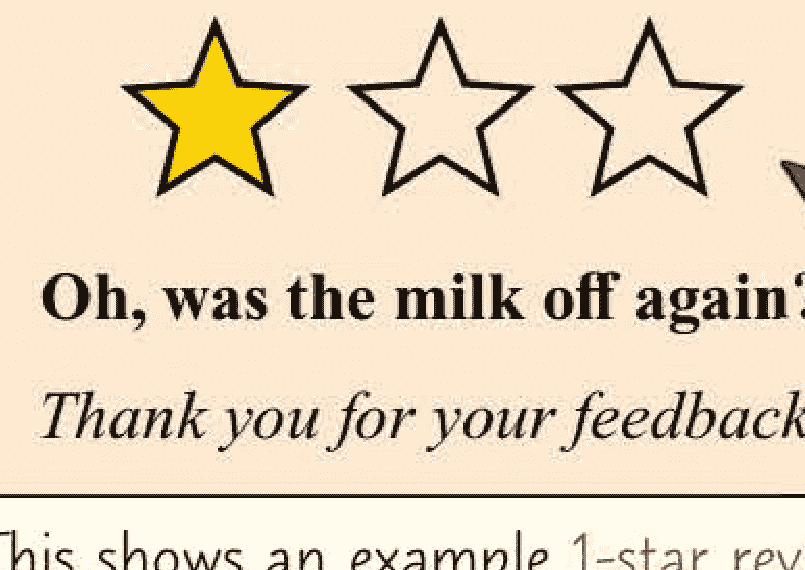 Oh, was the milk off again?
Thank you for your feedback
This shows an example 1-star rev